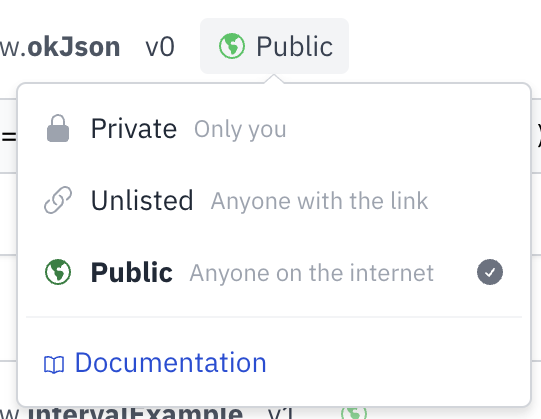 w.okJson v0 Public
Private Only you
=
Unlisted Anyone with the link
Public Anyone on the internet
Documentation
w.intervalExample v1